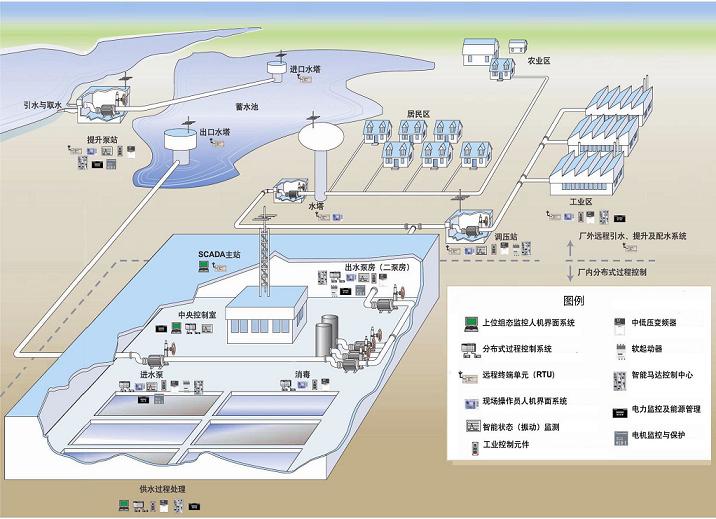 农业区
进口水塔
引水与取水
蓄水池
居民区
出口水塔
提升泵站
工业区
水塔
调压站
厂外远程引水、提升及配水系统
SCADA主站
出水泵房（二泵房）
厂内分布式过程控制
中央控制室
进水泵
消毒
供水过程处理
图例
上位组态监控人机界面系统
中低压变频器
分布式过程控制系统
软起动器
远程终端单元（RTU）
智能马达控制中心
现场操作员人机界面系统
电力监控及能源管理
智能状态（振动）监测
电机监控与保护
工业控制元件